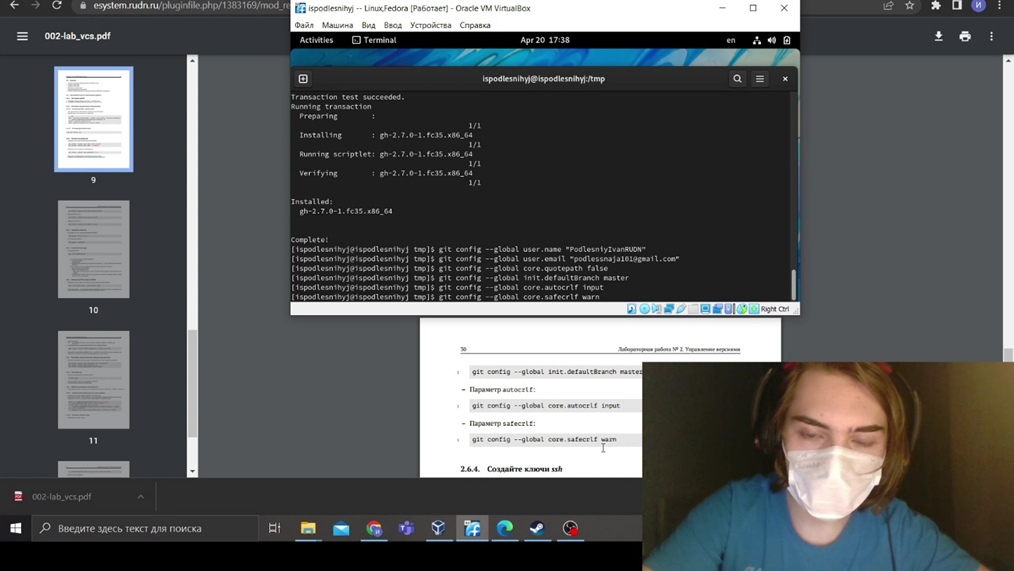 esystem.rudn.ru/pluginfile.php/1383169/mod_re
002-lab_vcs.pdf
ispodlesnihyj — Linux,Fedora [Работает] - Oracle VM VirtualBox
Файл Машина Вид Ввод Устройства Справка
Activities Terminal Apr 20 17:38 en
ispodlesnihyj@ispodlesnihyj:/tmp
Transaction test succeeded.
Running transaction
Preparing :
1/1
Installing : gh-2.7.0-1.fc35.x86_64
1/1
Running scriptlet: gh-2.7.0-1.fc35.x86_64
1/1
Verifying : gh-2.7.0-1.fc35.x86_64
1/1
Installed:
gh-2.7.0-1.fc35.x86_64
Complete!
[ispodlesnihyj@ispodlesnihyj tmp]$ git config --global user.name "PodlesniyIvanRUDN"
[ispodlesnihyj@ispodlesnihyj tmp]$ git config --global user.email "podlessnaja101@gmail.com"
[ispodlesnihyj@ispodlesnihyj tmp]$ git config --global core.quotepath false
[ispodlesnihyj@ispodlesnihyj tmp]$ git config --global init.defaultBranch master
[ispodlesnihyj@ispodlesnihyj tmp]$ git config --global core.autocrlf input
[ispodlesnihyj@ispodlesnihyj tmp]$ git config --global core.safecrlf warn
Right Ctrl
9
10
11
30 Лабораторная работа № 2. Управление версиями
git config --global init.defaultBranch master
– Параметр autocrlf:
git config --global core.autocrlf input
– Параметр safecrlf:
git config --global core.safecrlf warn
2.6.4. Создайте ключи ssh
002-lab_vcs.pdf
Введите здесь текст для поиска